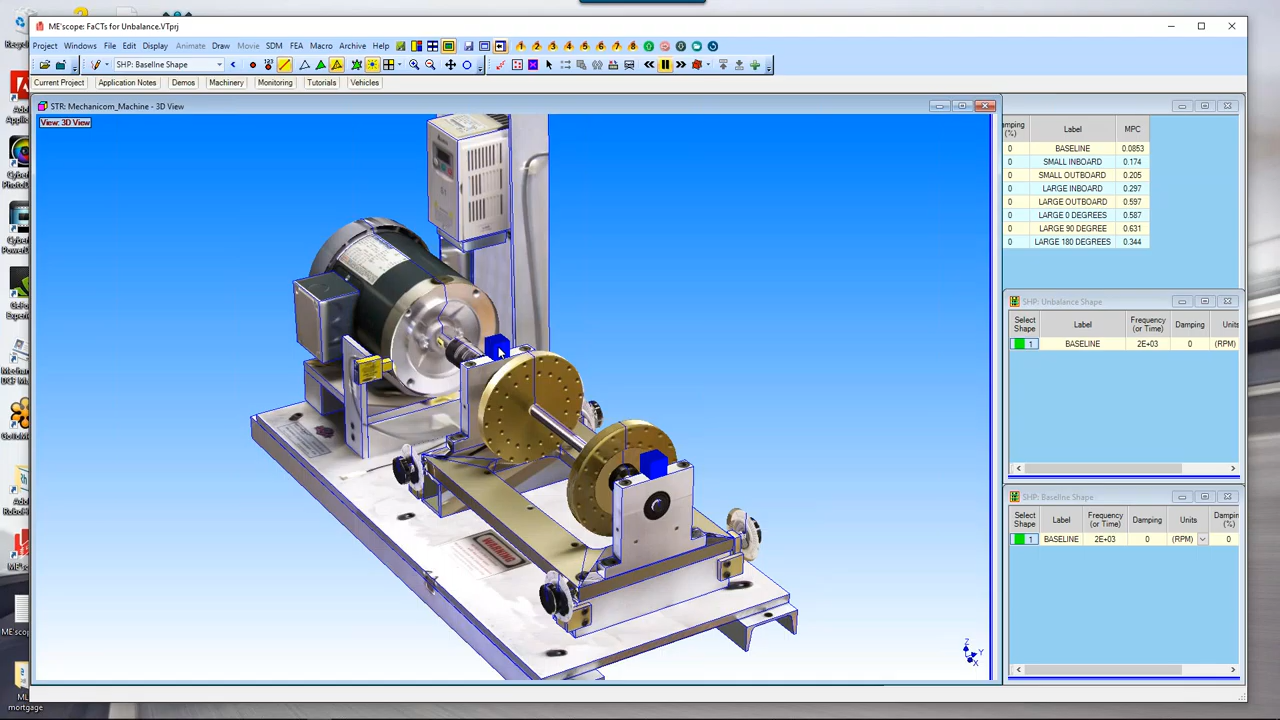 ME'scope: FaCTs for Unbalance.VTprj
Project Windows File Edit Display Animate Draw Movie SDM FEA Macro Archive Help
SHP: Baseline Shape
Current Project Application Notes Demos Machinery Monitoring Tutorials Vehicles
STR: Mechanicom_Machine - 3D View
View: 3D View
Label MPC
(%)
0 BASELINE 0.0853
0 SMALL INBOARD 0.174
0 SMALL OUTBOARD 0.205
0 LARGE INBOARD 0.297
0 LARGE OUTBOARD 0.597
0 LARGE 0 DEGREES 0.587
0 LARGE 90 DEGREE 0.631
0 LARGE 180 DEGREES 0.344
SHP: Unbalance Shape
Select Shape Label Frequency (or Time) Damping Units
1 BASELINE 2E+03 0 (RPM)
SHP: Baseline Shape
Select Shape Label Frequency (or Time) Damping Units Damping (%)
1 BASELINE 2E+03 0 (RPM) 0
WARNING
Z
Y
X
mortgage